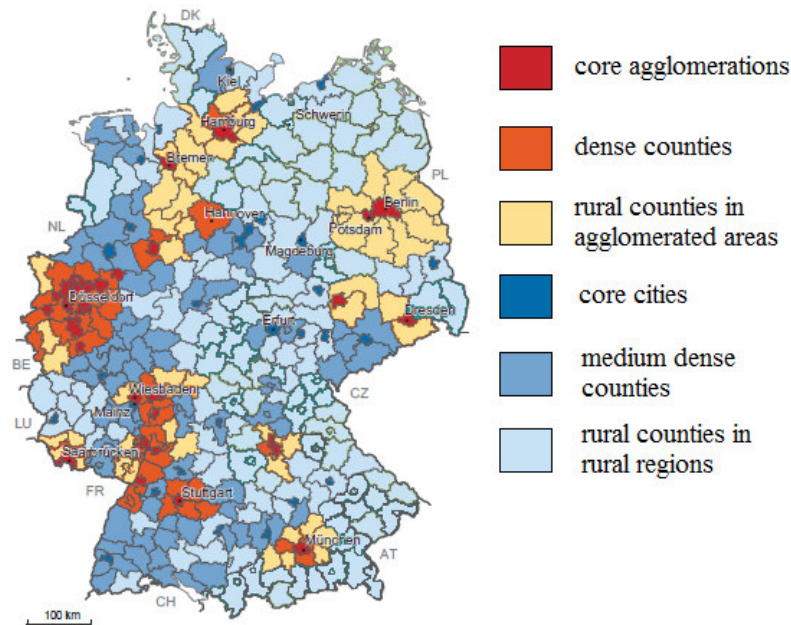 DK
Kiel
Hamburg
Schwerin
Bremen
PL
NL
Hannover
Berlin
Potsdam
Magdeburg
Düsseldorf
Erfurt
Dresden
BE
Wiesbaden
CZ
Mainz
LU
Saarbrücken
FR
Stuttgart
München
AT
CH
100 km
core agglomerations
dense counties
rural counties in
agglomerated areas
core cities
medium dense
counties
rural counties in
rural regions